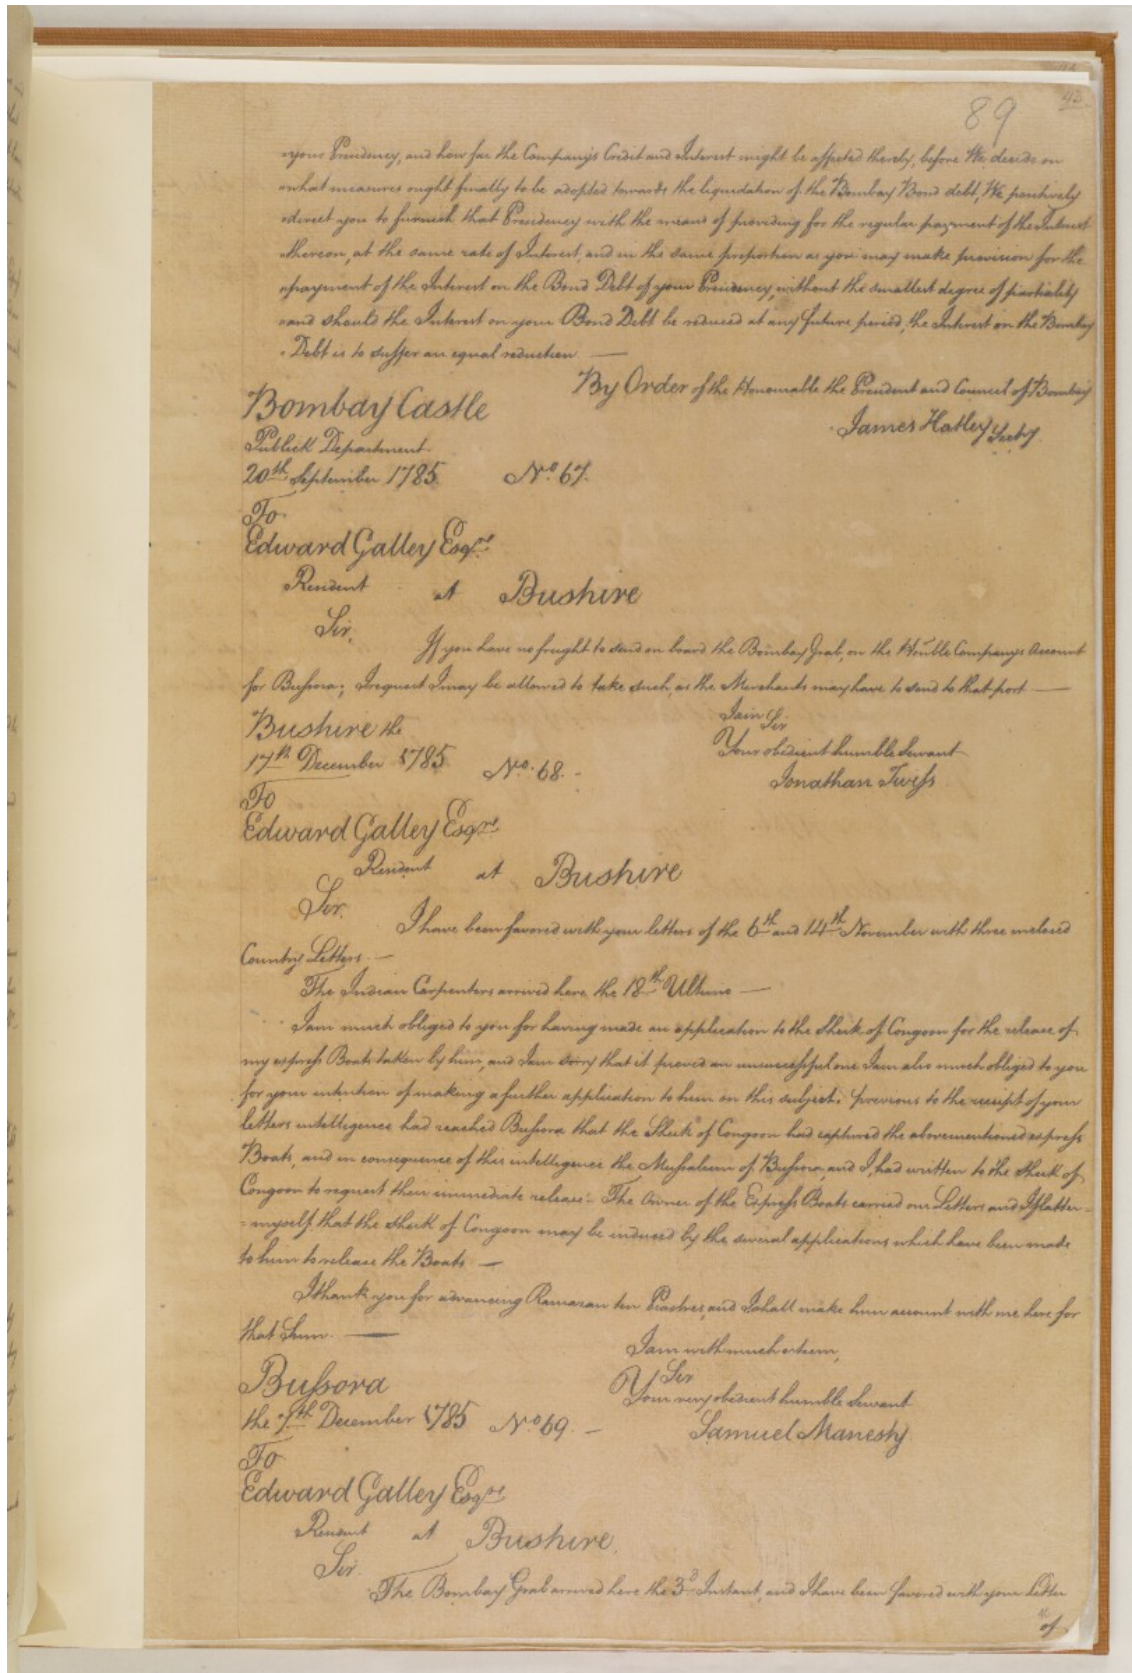 89
43
your Presidency, and how far the Company's Credit and Interest might be affected thereby, before We decide on
what measures ought finally to be adopted towards the liquidation of the Bombay Bond debt, We positively
direct you to furnish that Presidency with the means of providing for the regular payment of the Interest
thereon, at the same rate of Interest, and in the same proportion as you may make provision for the
payment of the Interest on the Bond Debt of your Presidency, without the smallest degree of partiality
and should the Interest on your Bond Debt be reduced at any future period, the Interest on the Bombay
Debt is to suffer an equal reduction —
By Order of the Honourable the President and Council of Bombay
Bombay Castle
James Hatley Secty.
Publick Department
20th September 1785. No. 67.
To
Edward Galley Esqre
Resident at Bushire
Sir,
If you have no freight to send on board the Bombay Grab, on the Honble Companys Account
for Bussora; I request I may be allowed to take such, as the Merchants may have to send to that port —
I am Sir
Bushire the
Your obedient humble Servant
17th December 1785 No. 68. -
Jonathan Twiss
To
Edward Galley Esqre
Resident at Bushire
Sir.
I have been favored with your letters of the 6th and 14th November with three inclosed
Country Letters. —
The Indian Carpenters arrived here the 18th Ultimo —
I am much obliged to you for having made an application to the Sheik of Congoon for the release of
my express Boats taken by him, and I am sorry that it proved an unsuccessful one I am also much obliged to you
for your intention of making a further application to him on this subject. previous to the receipt of your
letters intelligence had reached Bussora that the Sheik of Congoon had captured the abovementioned express
Boats, and in consequence of this intelligence the Mussaleem of Bussora, and I, had written to the Sheik of
Congoon to request their immediate release. The Owner of the Express Boats carried our Letters and I flatter =
= myself that the Sheik of Congoon may be induced by the several applications which have been made
to him to release the Boats —
I thank you for advancing Ramazan ten Piastres, and I shall make him account with me here for
that Sum. —
I am with much esteem,
Sir
Bussora
Your very obedient humble Servant
the 7th December 1785 No 69. —
Samuel Manesty
To
Edward Galley Esqre
Resident at Bushire.
Sir.
The Bombay Grab arrived here the 3d Instant, and I have been favored with your Letter
of